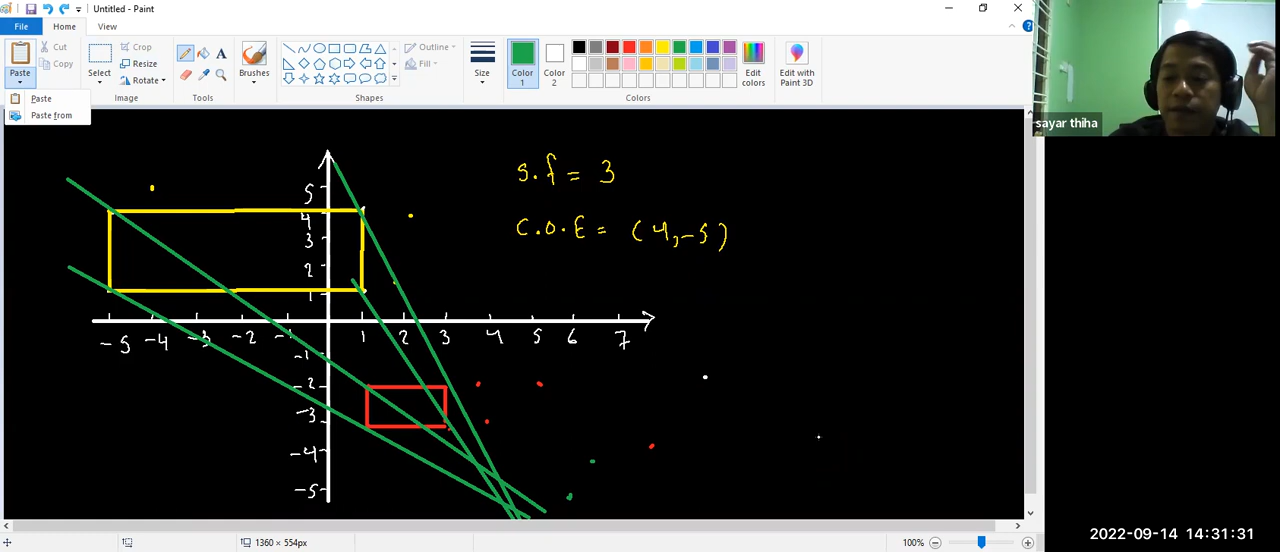 Untitled - Paint
File Home View
Paste
Cut
Copy
Select
Crop
Resize
Rotate
Brushes
Outline
Fill
Size
Color 1
Color 2
Edit colors
Edit with Paint 3D
Image
Tools
Shapes
Colors
Paste
Paste from
sayar thiha
s.f = 3
C.O.E = (4,-5)
5
4
3
2
1
-5 -4 -3 -2 -1 1 2 3 4 5 6 7
-1
-2
-3
-4
-5
1360 × 554px
100%
2022-09-14 14:31:31